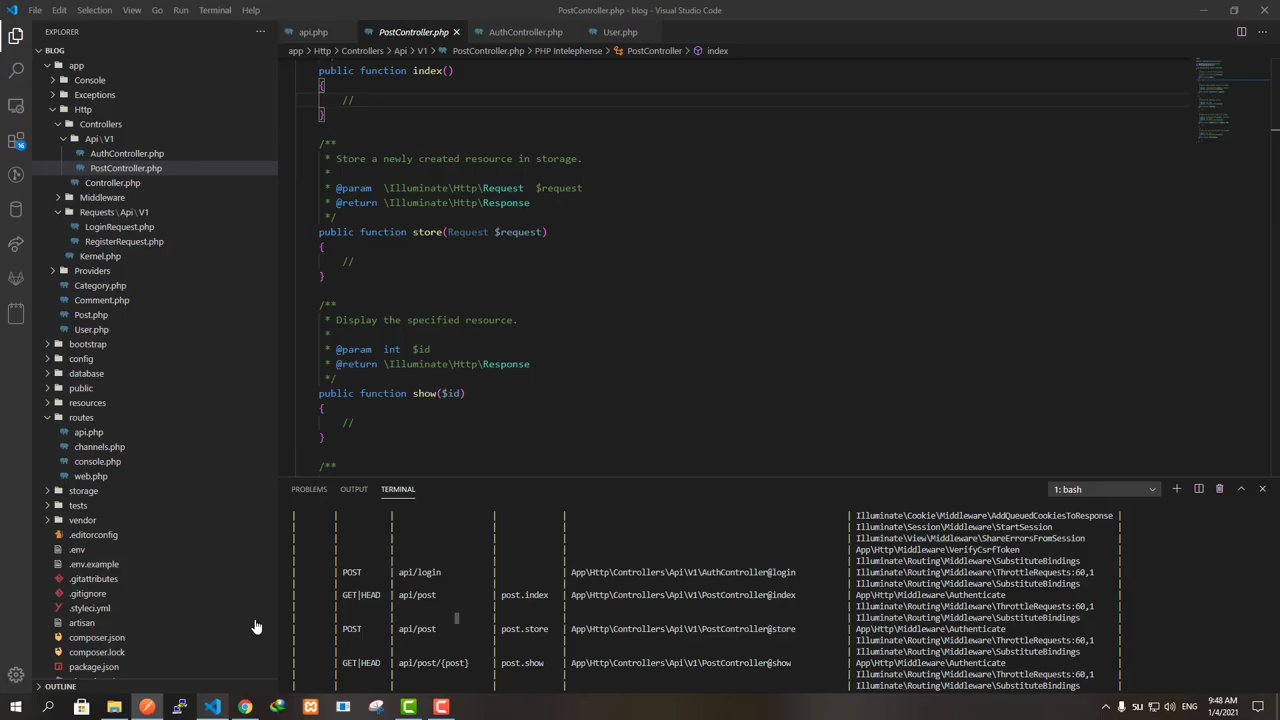 File Edit Selection View Go Run Terminal Help
PostController.php - blog - Visual Studio Code
EXPLORER
api.php PostController.php AuthController.php User.php
BLOG
app > Http > Controllers > Api > V1 > PostController.php > PHP Intelephense > PostController > index
app
Console
Exceptions
Http
Controllers
Api\V1
AuthController.php
PostController.php
Controller.php
Middleware
Requests\Api\V1
LoginRequest.php
RegisterRequest.php
Kernel.php
Providers
Category.php
Comment.php
Post.php
User.php
bootstrap
config
database
public
resources
routes
api.php
channels.php
console.php
web.php
storage
tests
vendor
.editorconfig
.env
.env.example
.gitattributes
.gitignore
.styleci.yml
artisan
composer.json
composer.lock
package.json
OUTLINE
16
public function index()
{
//
}
/**
* Store a newly created resource in storage.
*
* @param \Illuminate\Http\Request $request
* @return \Illuminate\Http\Response
*/
public function store(Request $request)
{
//
}
/**
* Display the specified resource.
*
* @param int $id
* @return \Illuminate\Http\Response
*/
public function show($id)
{
//
}
/**
PROBLEMS OUTPUT TERMINAL
1: bash
| | | | | | Illuminate\Cookie\Middleware\AddQueuedCookiesToResponse |
| | | | | | Illuminate\Session\Middleware\StartSession |
| | | | | | Illuminate\View\Middleware\ShareErrorsFromSession |
| | | | | | App\Http\Middleware\VerifyCsrfToken |
| | | | | | Illuminate\Routing\Middleware\SubstituteBindings |
| | POST | api/login | | App\Http\Controllers\Api\V1\AuthController@login | Illuminate\Routing\Middleware\ThrottleRequests:60,1 |
| | | | | | Illuminate\Routing\Middleware\SubstituteBindings |
| | GET|HEAD | api/post | post.index | App\Http\Controllers\Api\V1\PostController@index | App\Http\Middleware\Authenticate |
| | | | | | Illuminate\Routing\Middleware\ThrottleRequests:60,1 |
| | | | | | Illuminate\Routing\Middleware\SubstituteBindings |
| | POST | api/post | post.store | App\Http\Controllers\Api\V1\PostController@store | App\Http\Middleware\Authenticate |
| | | | | | Illuminate\Routing\Middleware\ThrottleRequests:60,1 |
| | | | | | Illuminate\Routing\Middleware\SubstituteBindings |
| | GET|HEAD | api/post/{post} | post.show | App\Http\Controllers\Api\V1\PostController@show | App\Http\Middleware\Authenticate |
| | | | | | Illuminate\Routing\Middleware\ThrottleRequests:60,1 |
| | | | | | Illuminate\Routing\Middleware\SubstituteBindings |
SLI
ENG
9:48 AM
1/4/2021